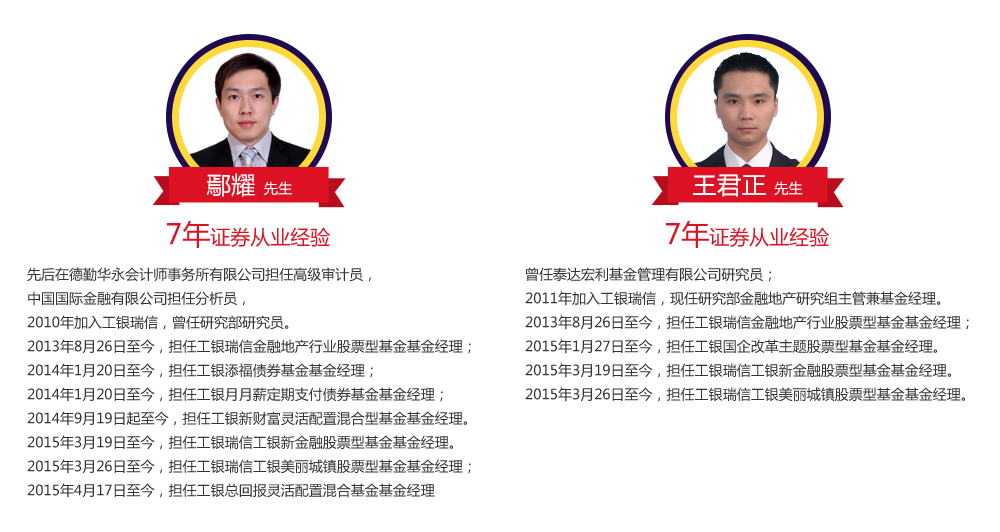 鄢耀 先生
7年证券从业经验
先后在德勤华永会计师事务所有限公司担任高级审计员，
中国国际金融有限公司担任分析员，
2010年加入工银瑞信，曾任研究部研究员。
2013年8月26日至今，担任工银瑞信金融地产行业股票型基金基金经理；
2014年1月20日至今，担任工银添福债券基金基金经理；
2014年1月20日至今，担任工银月月薪定期支付债券基金基金经理；
2014年9月19日起至今，担任工银新财富灵活配置混合型基金基金经理。
2015年3月19日至今，担任工银瑞信工银新金融股票型基金基金经理。
2015年3月26日至今，担任工银瑞信工银美丽城镇股票型基金基金经理；
2015年4月17日至今，担任工银总回报灵活配置混合基金基金经理
王君正 先生
7年证券从业经验
曾任泰达宏利基金管理有限公司研究员；
2011年加入工银瑞信，现任研究部金融地产研究组主管兼基金经理。
2013年8月26日至今，担任工银瑞信金融地产行业股票型基金基金经理；
2015年1月27日至今，担任工银国企改革主题股票型基金基金经理。
2015年3月19日至今，担任工银瑞信工银新金融股票型基金基金经理。
2015年3月26日至今，担任工银瑞信工银美丽城镇股票型基金基金经理。